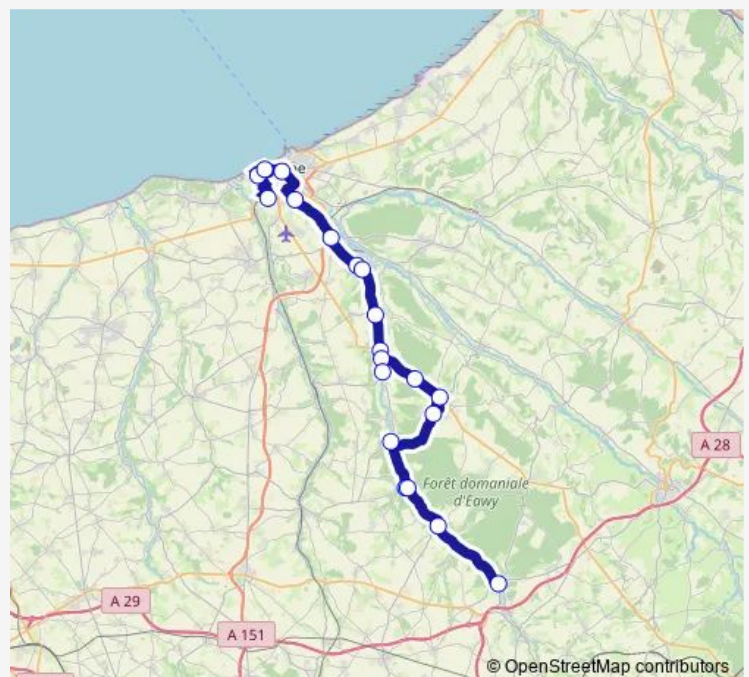 Forêt domaniale
d'Eawy
A 28
A 29
A 151
© OpenStreetMap contributors